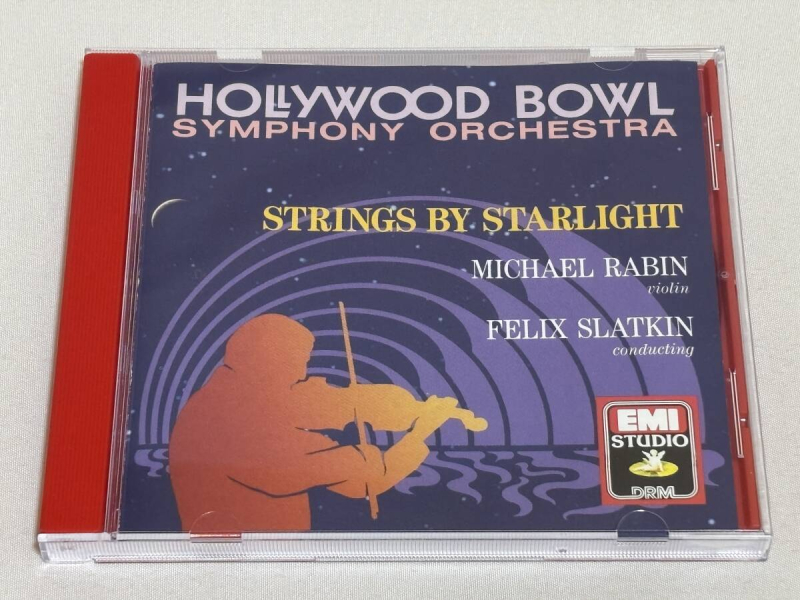 HOLLYWOOD BOWL
SYMPHONY ORCHESTRA
STRINGS BY STARLIGHT
MICHAEL RABIN
violin
FELIX SLATKIN
conducting
EMI
STUDIO
DRM